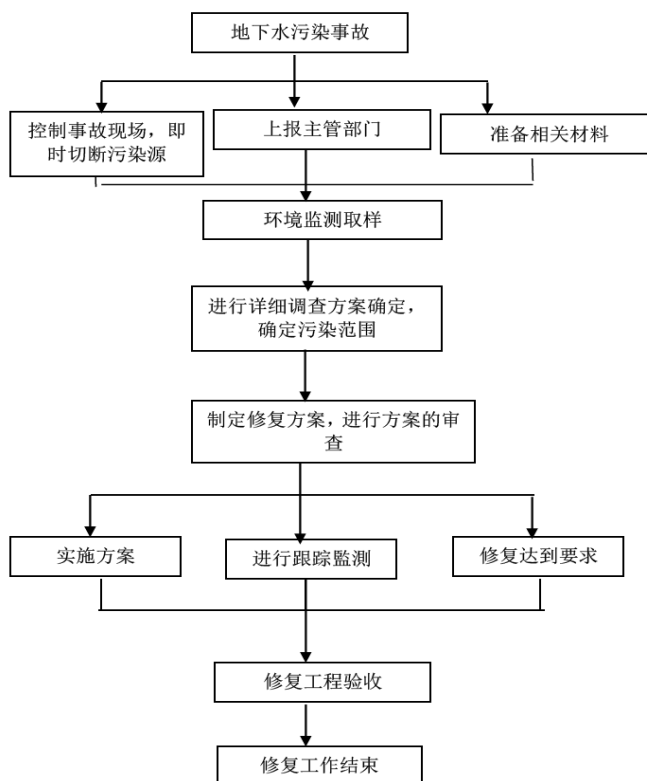 地下水污染事故
控制事故现场，即
时切断污染源
上报主管部门
准备相关材料
环境监测取样
进行详细调查方案确定，
确定污染范围
制定修复方案，进行方案的审
查
实施方案
进行跟踪監測
修复达到要求
修复工程验收
修复工作结束